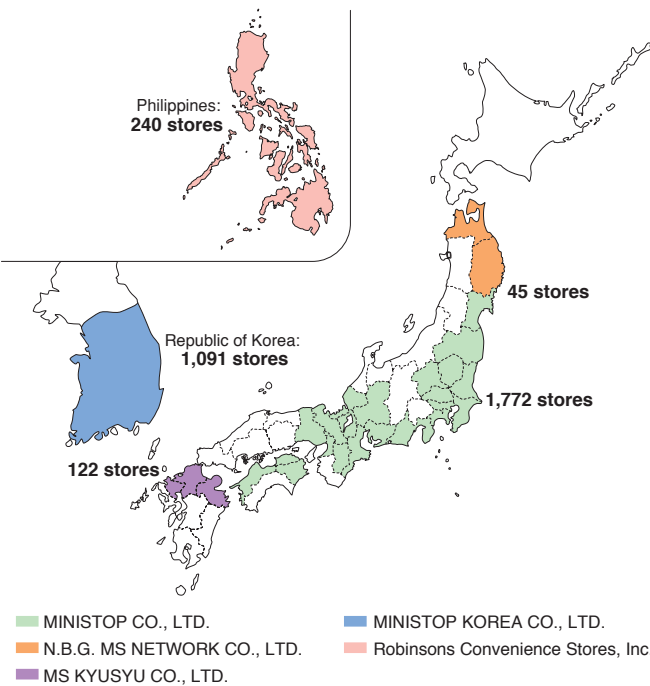 Philippines:
240 stores
45 stores
Republic of Korea:
1,091 stores
1,772 stores
122 stores
MINISTOP CO., LTD.
N.B.G. MS NETWORK CO., LTD.
MS KYUSYU CO., LTD.
MINISTOP KOREA CO., LTD.
Robinsons Convenience Stores, Inc